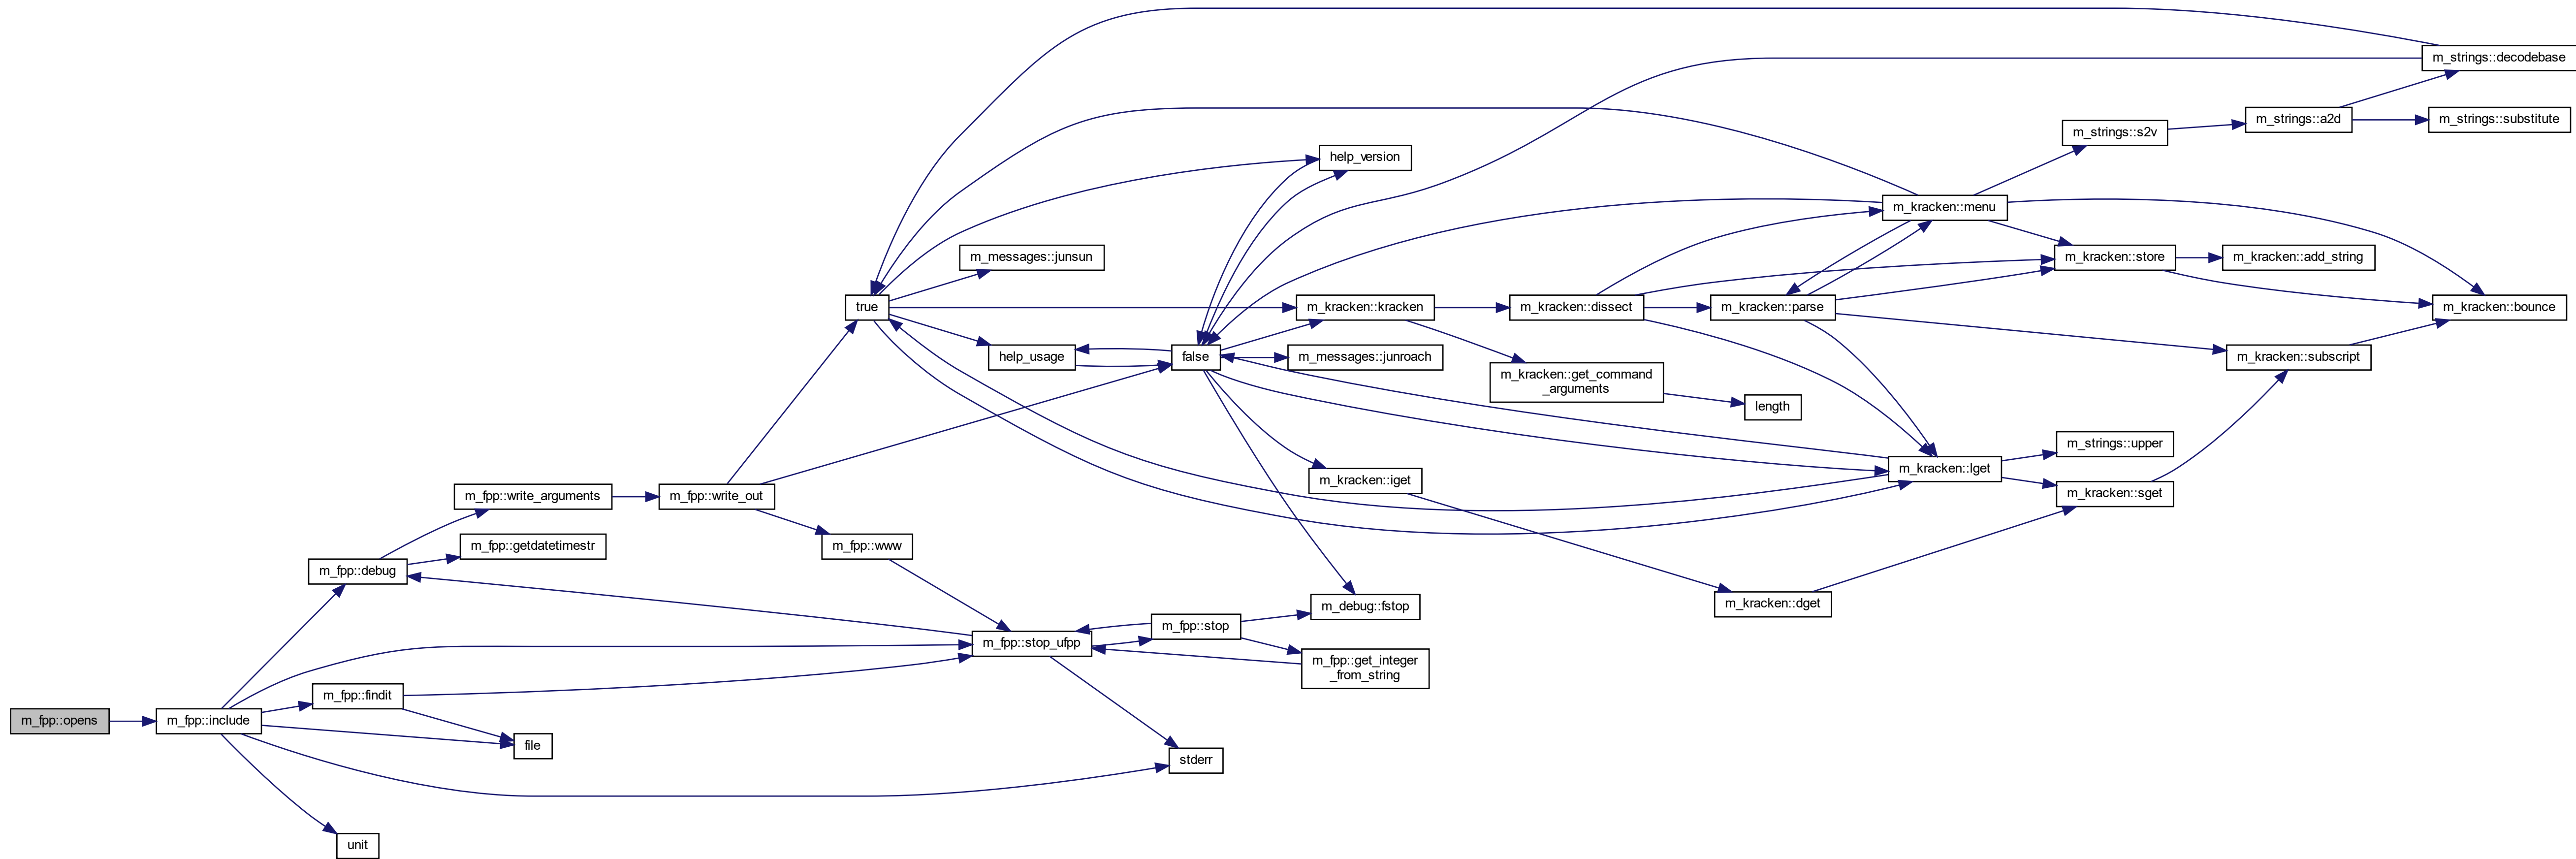 m_strings::decodebase
m_strings::s2v
m_strings::a2d
m_strings::substitute
help_version
m_kracken::menu
m_messages::junsun
m_kracken::store
m_kracken::add_string
true
m_kracken::kracken
m_kracken::dissect
m_kracken::parse
m_kracken::bounce
help_usage
false
m_messages::junroach
m_kracken::subscript
m_kracken::get_command
_arguments
length
m_strings::upper
m_kracken::lget
m_kracken::iget
m_kracken::sget
m_fpp::write_arguments
m_fpp::write_out
m_fpp::getdatetimestr
m_fpp::www
m_fpp::debug
m_kracken::dget
m_debug::fstop
m_fpp::stop
m_fpp::stop_ufpp
m_fpp::get_integer
_from_string
m_fpp::findit
m_fpp::opens
m_fpp::include
file
stderr
unit